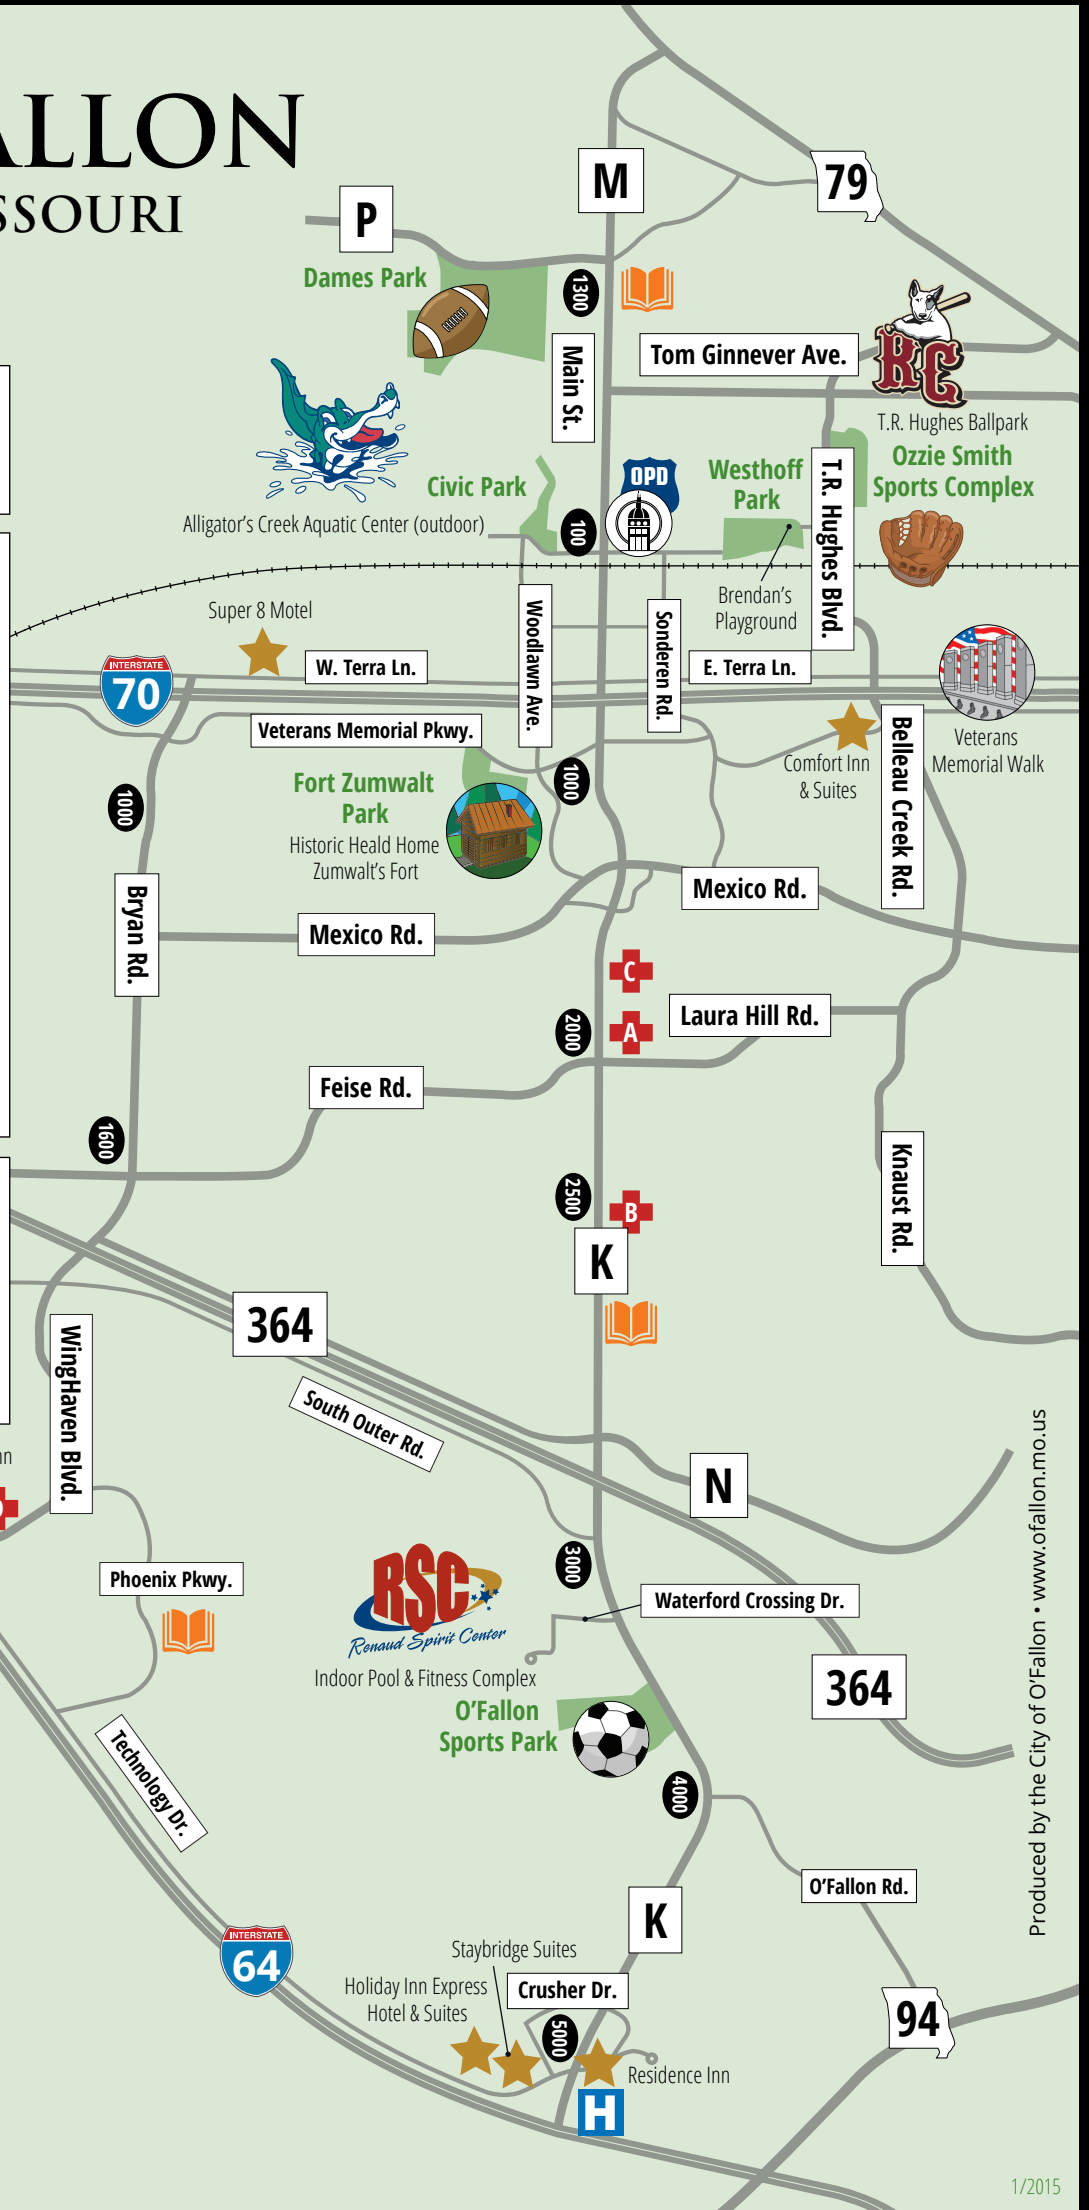 ALLON
SSOURI
M
79
P
Dames Park
1300
Main St.
Tom Ginnever Ave.
RC
T.R. Hughes Ballpark
Ozzie Smith
Sports Complex
Westhoff
Park
OPD
Civic Park
Alligator's Creek Aquatic Center (outdoor)
100
T.R. Hughes Blvd.
Brendan's
Playground
Super 8 Motel
Woodlawn Ave.
Sonderen Rd.
INTERSTATE
70
W. Terra Ln.
E. Terra Ln.
Veterans Memorial Pkwy.
Belleau Creek Rd.
Veterans
Memorial Walk
Comfort Inn
& Suites
Fort Zumwalt
Park
Historic Heald Home
Zumwalt's Fort
1000
1000
Bryan Rd.
Mexico Rd.
Mexico Rd.
C
A
2000
Laura Hill Rd.
Feise Rd.
1600
Knaust Rd.
2500
B
K
364
WingHaven Blvd.
South Outer Rd.
nn
N
3000
Phoenix Pkwy.
RSC
Renaud Spirit Center
Indoor Pool & Fitness Complex
Waterford Crossing Dr.
364
O'Fallon
Sports Park
Technology Dr.
4000
O'Fallon Rd.
K
INTERSTATE
64
Staybridge Suites
Holiday Inn Express
Hotel & Suites
Crusher Dr.
5000
94
Residence Inn
H
Produced by the City of O'Fallon • www.ofallon.mo.us
1/2015